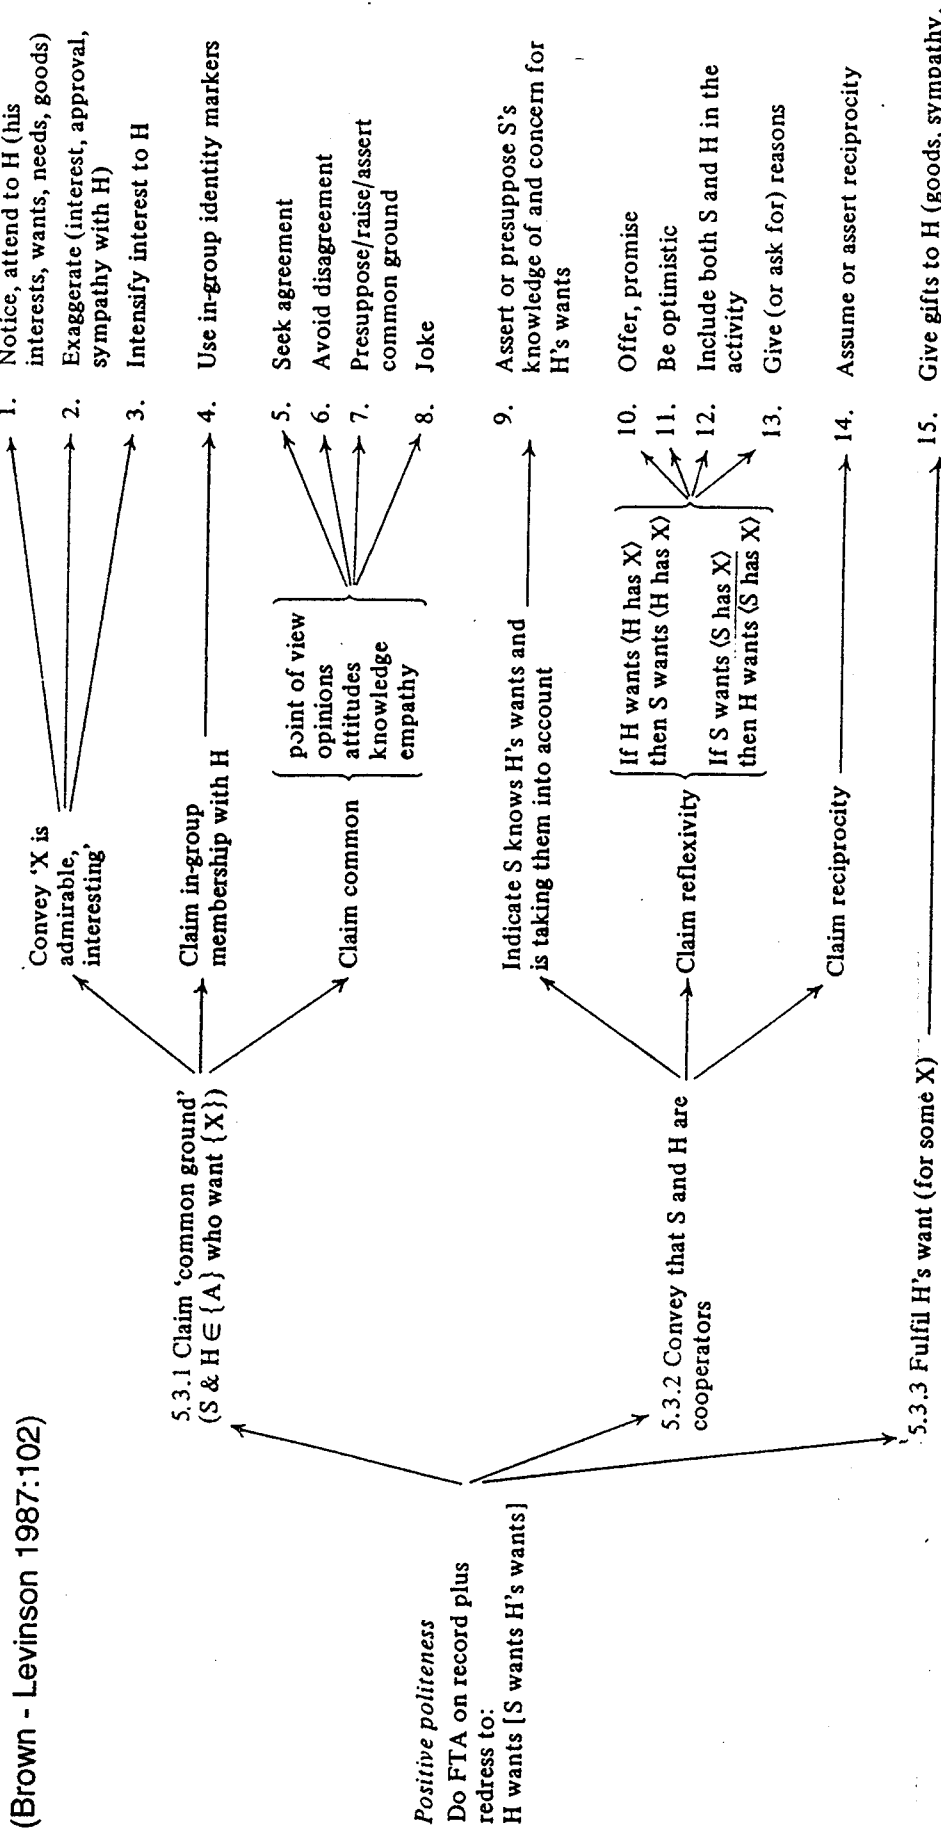 (Brown - Levinson 1987:102)
Positive politeness
Do FTA on record plus
redress to:
H wants [S wants H's wants]
5.3.1 Claim 'common ground'
(S & H ∈ {A} who want {X})
Convey 'X is
admirable,
interesting'
1. Notice, attend to H (his
interests, wants, needs, goods)
2. Exaggerate (interest, approval,
sympathy with H)
3. Intensify interest to H
Claim in-group
membership with H
4. Use in-group identity markers
Claim common
point of view
opinions
attitudes
knowledge
empathy
5. Seek agreement
6. Avoid disagreement
7. Presuppose/raise/assert
common ground
8. Joke
5.3.2 Convey that S and H are
cooperators
Indicate S knows H's wants and
is taking them into account
9. Assert or presuppose S's
knowledge of and concern for
H's wants
Claim reflexivity
If H wants ⟨H has X⟩
then S wants ⟨H has X⟩
If S wants ⟨S has X⟩
then H wants ⟨S has X⟩
10. Offer, promise
11. Be optimistic
12. Include both S and H in the
activity
13. Give (or ask for) reasons
Claim reciprocity
14. Assume or assert reciprocity
5.3.3 Fulfil H's want (for some X)
15. Give gifts to H (goods, sympathy,